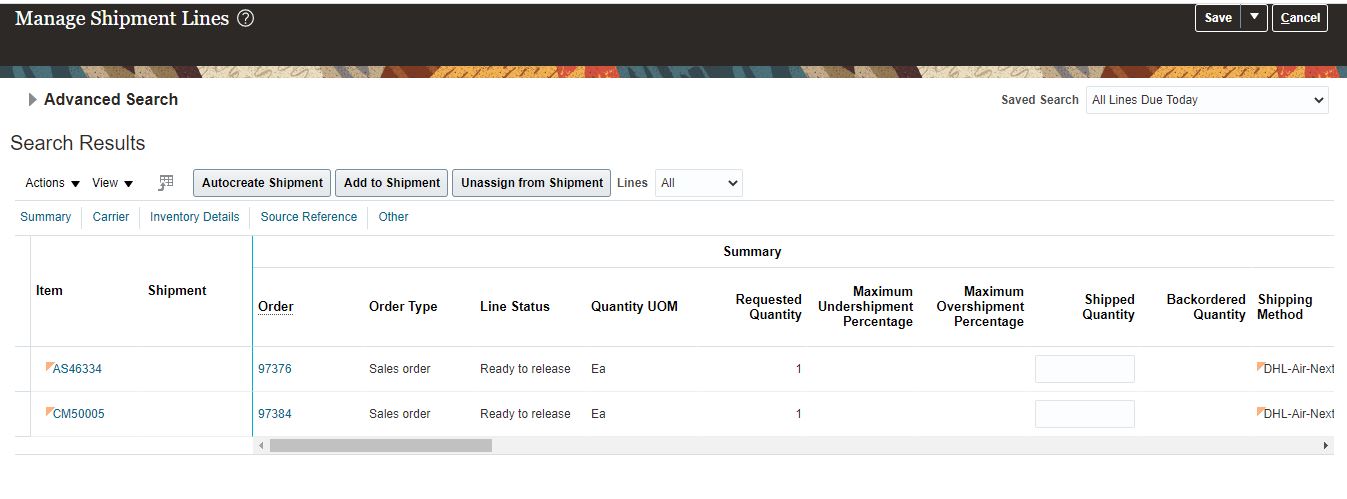 Manage Shipment Lines ?
Save Cancel
Advanced Search
Saved Search All Lines Due Today
Search Results
Actions View Autocreate Shipment Add to Shipment Unassign from Shipment Lines All
Summary Carrier Inventory Details Source Reference Other
Summary
Item Shipment Order Order Type Line Status Quantity UOM Requested Quantity Maximum Undershipment Percentage Maximum Overshipment Percentage Shipped Quantity Backordered Quantity Shipping Method
AS46334 97376 Sales order Ready to release Ea 1 DHL-Air-Next
CM50005 97384 Sales order Ready to release Ea 1 DHL-Air-Next